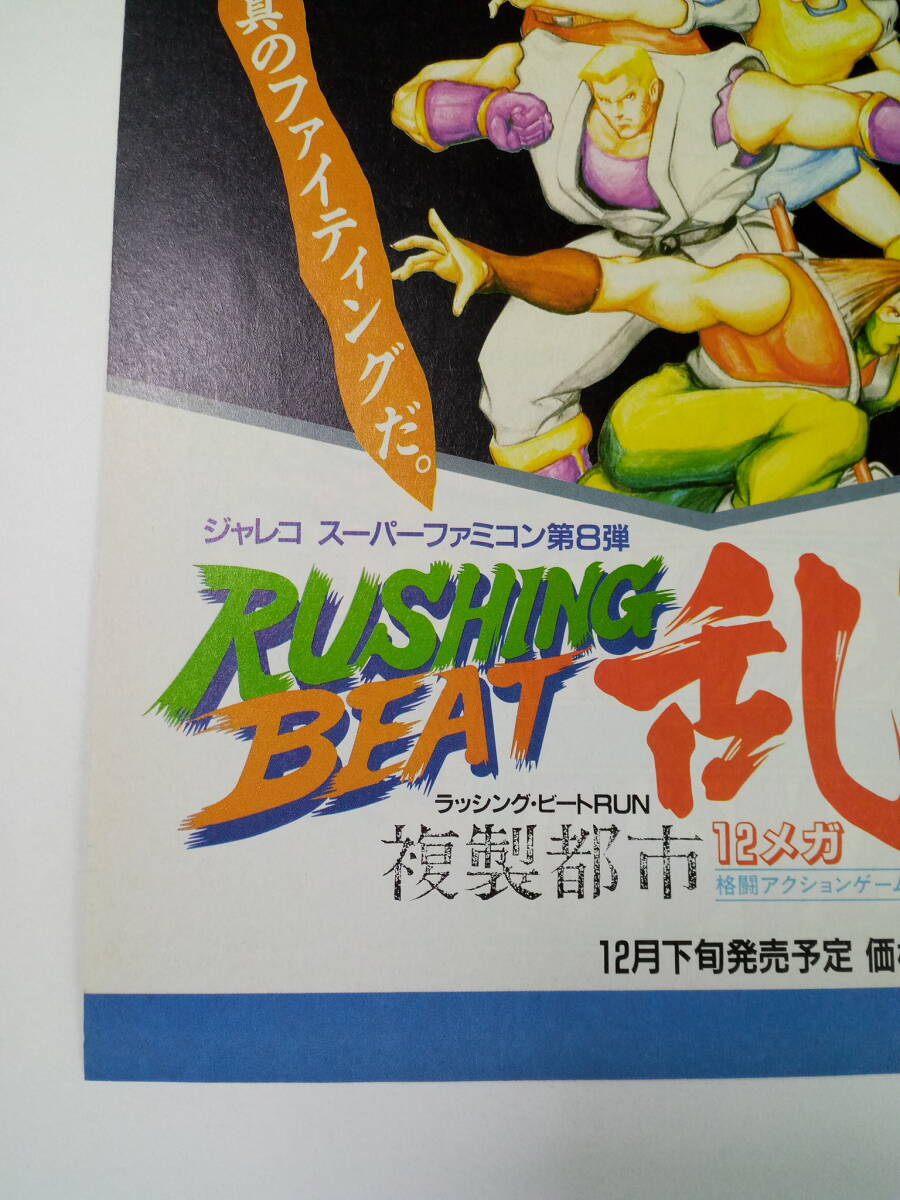 真のファイティングだ。
ジャレコ スーパーファミコン第8弾
RUSHING
BEAT
乱
ラッシング・ビートRUN
複製都市
12メガ
格闘アクションゲーム
12月下旬発売予定 価